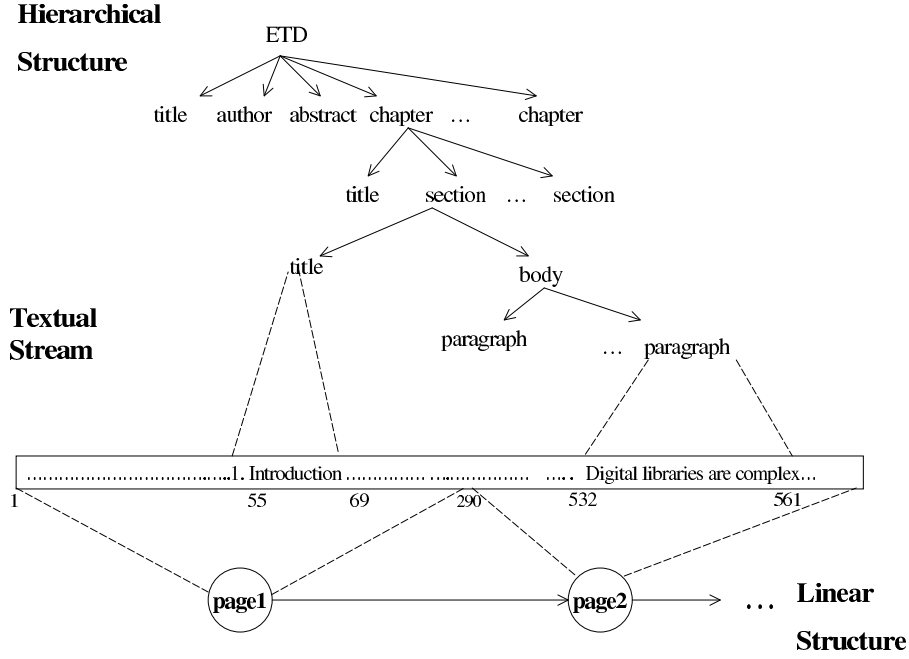 Hierarchical
Structure
ETD
title author abstract chapter … chapter
title section … section
title
body
Textual
Stream
paragraph … paragraph
……………………………......1. Introduction ……………… ….…………… ….. Digital libraries are complex…
1 55 69 290 532 561
page1 page2 … Linear
Structure